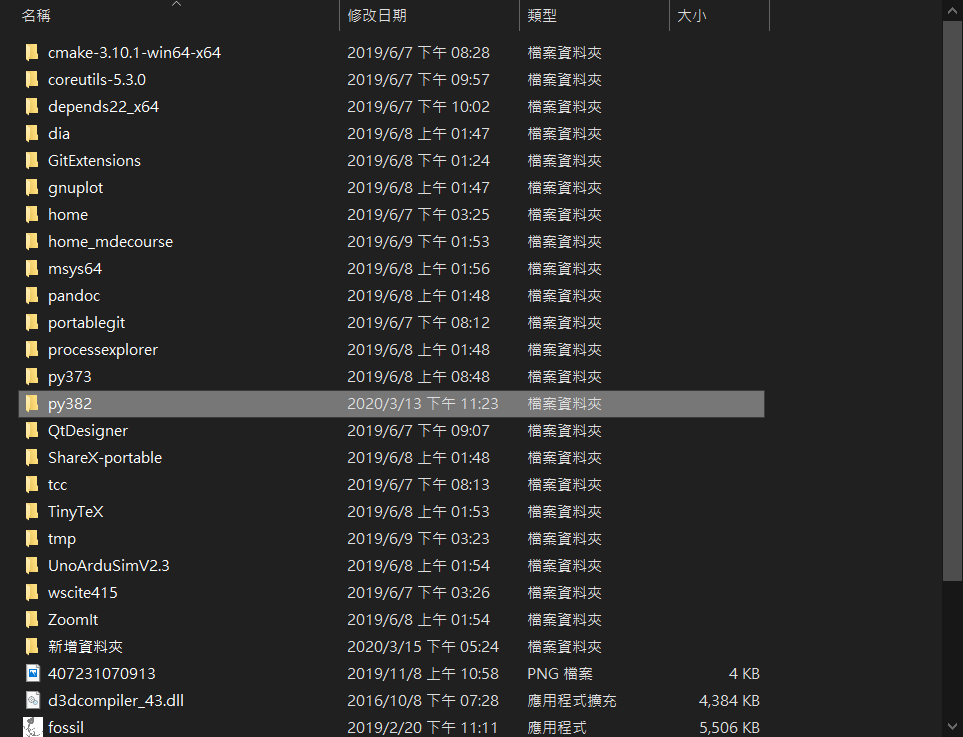 名稱 修改日期 類型 大小
cmake-3.10.1-win64-x64 2019/6/7 下午 08:28 檔案資料夾
coreutils-5.3.0 2019/6/7 下午 09:57 檔案資料夾
depends22_x64 2019/6/7 下午 10:02 檔案資料夾
dia 2019/6/8 上午 01:47 檔案資料夾
GitExtensions 2019/6/8 下午 01:24 檔案資料夾
gnuplot 2019/6/8 上午 01:47 檔案資料夾
home 2019/6/7 下午 03:25 檔案資料夾
home_mdecourse 2019/6/9 下午 01:53 檔案資料夾
msys64 2019/6/8 上午 01:56 檔案資料夾
pandoc 2019/6/8 上午 01:48 檔案資料夾
portablegit 2019/6/7 下午 08:12 檔案資料夾
processexplorer 2019/6/8 上午 01:48 檔案資料夾
py373 2019/6/8 上午 08:48 檔案資料夾
py382 2020/3/13 下午 11:23 檔案資料夾
QtDesigner 2019/6/7 下午 09:07 檔案資料夾
ShareX-portable 2019/6/8 上午 01:48 檔案資料夾
tcc 2019/6/7 下午 08:13 檔案資料夾
TinyTeX 2019/6/8 上午 01:53 檔案資料夾
tmp 2019/6/9 下午 03:23 檔案資料夾
UnoArduSimV2.3 2019/6/8 上午 01:54 檔案資料夾
wscite415 2019/6/7 下午 03:26 檔案資料夾
ZoomIt 2019/6/8 上午 01:54 檔案資料夾
新增資料夾 2020/3/15 下午 05:24 檔案資料夾
407231070913 2019/11/8 上午 10:58 PNG 檔案 4 KB
d3dcompiler_43.dll 2016/10/8 下午 07:28 應用程式擴充 4,384 KB
fossil 2019/2/20 下午 11:11 應用程式 5,506 KB